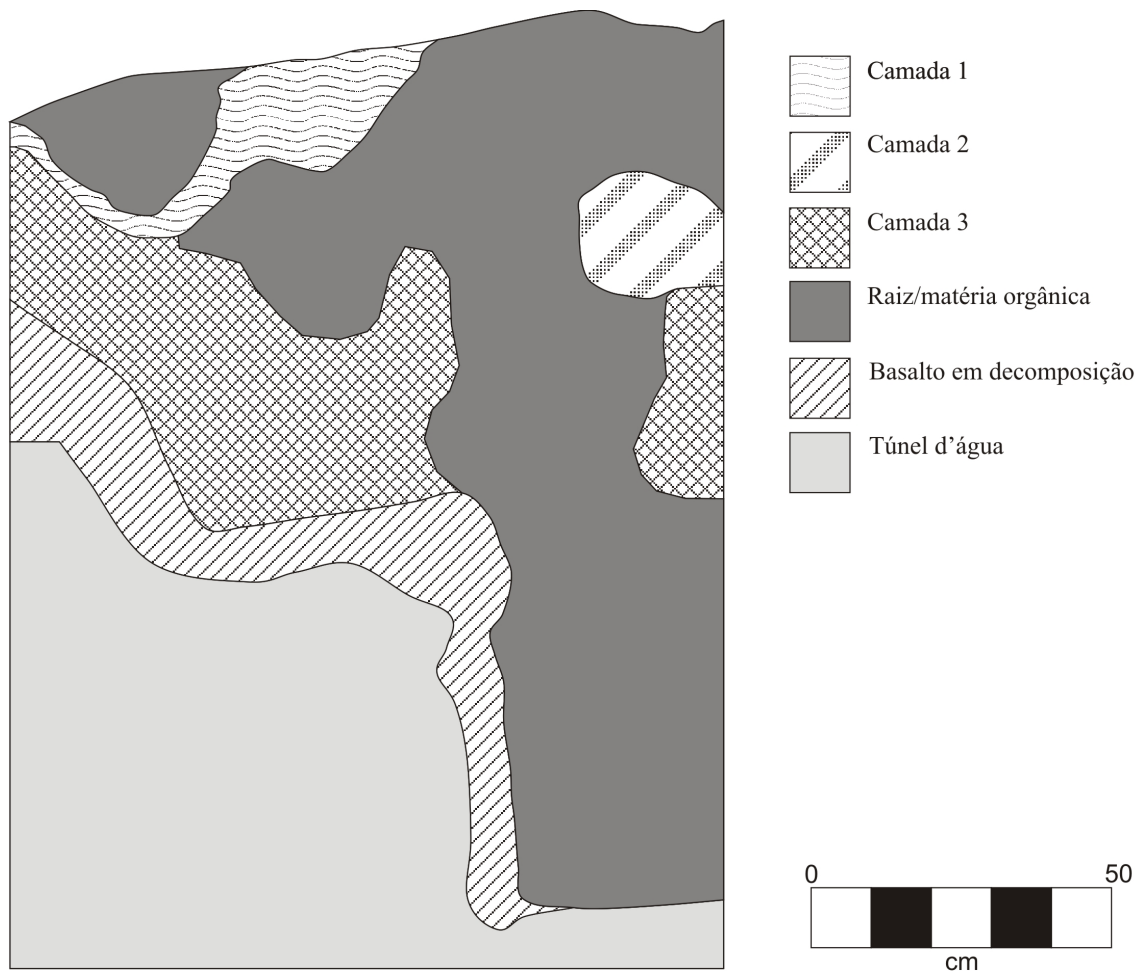 Camada 1
Camada 2
Camada 3
Raiz/matéria orgânica
Basalto em decomposição
Túnel d’água
0 50
cm